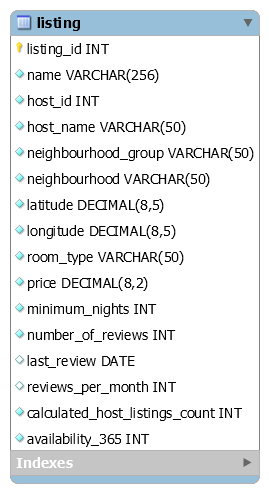 listing
listing_id INT
name VARCHAR(256)
host_id INT
host_name VARCHAR(50)
neighbourhood_group VARCHAR(50)
neighbourhood VARCHAR(50)
latitude DECIMAL(8,5)
longitude DECIMAL(8,5)
room_type VARCHAR(50)
price DECIMAL(8,2)
minimum_nights INT
number_of_reviews INT
last_review DATE
reviews_per_month INT
calculated_host_listings_count INT
availability_365 INT
Indexes